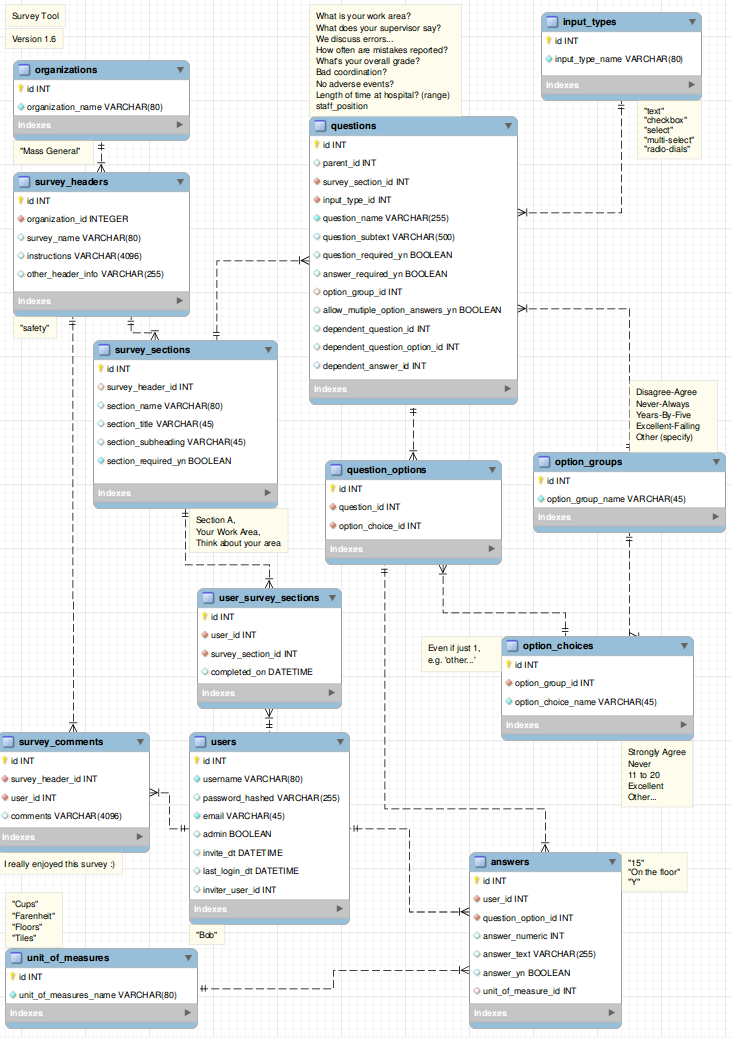 Survey Tool
Version 1.6
organizations
id INT
organization_name VARCHAR(80)
Indexes
"Mass General"
survey_headers
id INT
organization_id INTEGER
survey_name VARCHAR(80)
instructions VARCHAR(4096)
other_header_info VARCHAR(255)
Indexes
"safety"
survey_sections
id INT
survey_header_id INT
section_name VARCHAR(80)
section_title VARCHAR(45)
section_subheading VARCHAR(45)
section_required_yn BOOLEAN
Indexes
Section A,
Your Work Area,
Think about your area
What is your work area?
What does your supervisor say?
We discuss errors...
How often are mistakes reported?
What's your overall grade?
Bad coordination?
No adverse events?
Length of time at hospital? (range)
staff_position
questions
id INT
parent_id INT
survey_section_id INT
input_type_id INT
question_name VARCHAR(255)
question_subtext VARCHAR(500)
question_required_yn BOOLEAN
answer_required_yn BOOLEAN
option_group_id INT
allow_mutiple_option_answers_yn BOOLEAN
dependent_question_id INT
dependent_question_option_id INT
dependent_answer_id INT
Indexes
input_types
id INT
input_type_name VARCHAR(80)
Indexes
"text"
"checkbox"
"select"
"multi-select"
"radio-dials"
Disagree-Agree
Never-Always
Years-By-Five
Excellent-Failing
Other (specify)
option_groups
id INT
option_group_name VARCHAR(45)
Indexes
question_options
id INT
question_id INT
option_choice_id INT
Indexes
user_survey_sections
id INT
user_id INT
survey_section_id INT
completed_on DATETIME
Indexes
Even if just 1,
e.g. 'other...'
option_choices
id INT
option_group_id INT
option_choice_name VARCHAR(45)
Indexes
Strongly Agree
Never
11 to 20
Excellent
Other...
survey_comments
id INT
survey_header_id INT
user_id INT
comments VARCHAR(4096)
Indexes
I really enjoyed this survey :)
users
id INT
username VARCHAR(80)
password_hashed VARCHAR(255)
email VARCHAR(45)
admin BOOLEAN
invite_dt DATETIME
last_login_dt DATETIME
inviter_user_id INT
Indexes
"Bob"
answers
id INT
user_id INT
question_option_id INT
answer_numeric INT
answer_text VARCHAR(255)
answer_yn BOOLEAN
unit_of_measure_id INT
Indexes
"15"
"On the floor"
"Y"
"Cups"
"Farenheit"
"Floors"
"Tiles"
unit_of_measures
id INT
unit_of_measures_name VARCHAR(80)
Indexes